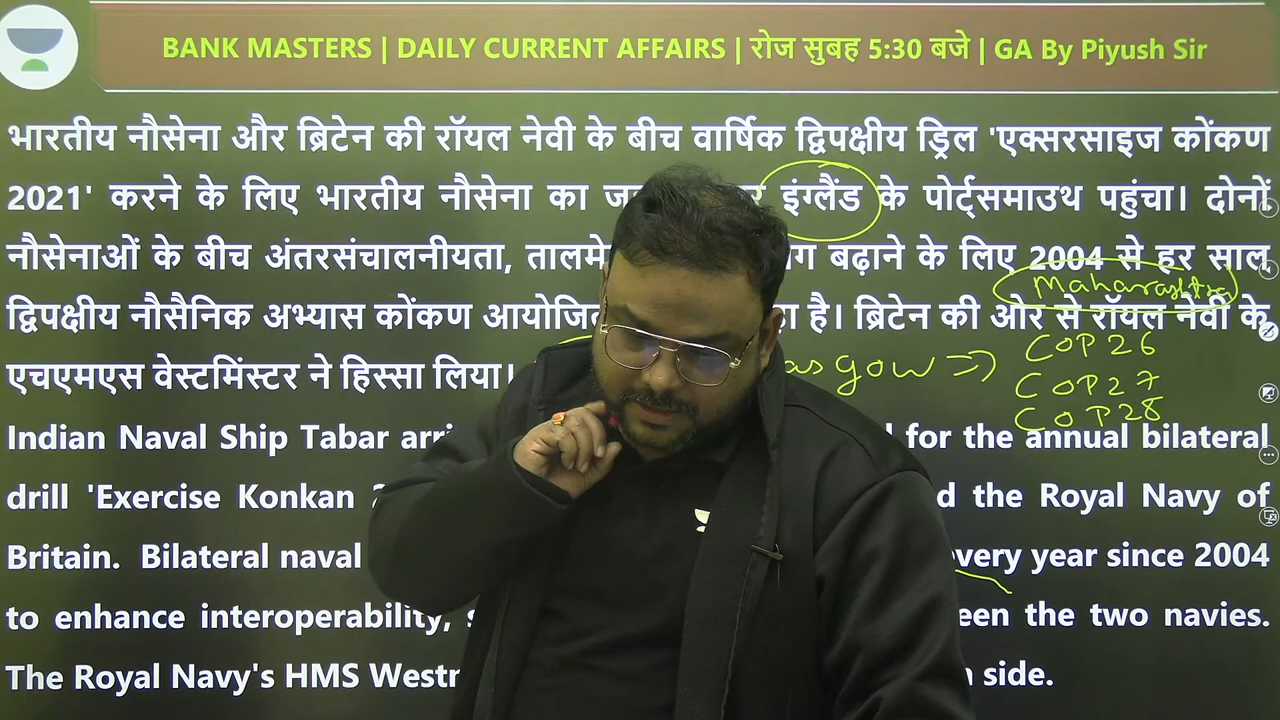 BANK MASTERS | DAILY CURRENT AFFAIRS | रोज सुबह 5:30 बजे | GA By Piyush Sir
भारतीय नौसेना और ब्रिटेन की रॉयल नेवी के बीच वार्षिक द्विपक्षीय ड्रिल 'एक्सरसाइज कोंकण
2021' करने के लिए भारतीय नौसेना का इंग्लैंड के पोर्ट्समाउथ पहुंचा। दोनों
नौसेनाओं के बीच अंतरसंचालनीयता, बढ़ाने के लिए 2004 से हर साल
Maharashtra
द्विपक्षीय नौसैनिक अभ्यास कोंकण है। ब्रिटेन की ओर से रॉयल नेवी के
COP26
एचएमएस वेस्टमिंस्टर ने हिस्सा लिया।
COP27
COP28
Indian Naval Ship Tabar for the annual bilateral
drill 'Exercise Konkan the Royal Navy of
Britain. Bilateral naval every year since 2004
to enhance interoperability, the two navies.
The Royal Navy's HMS side.